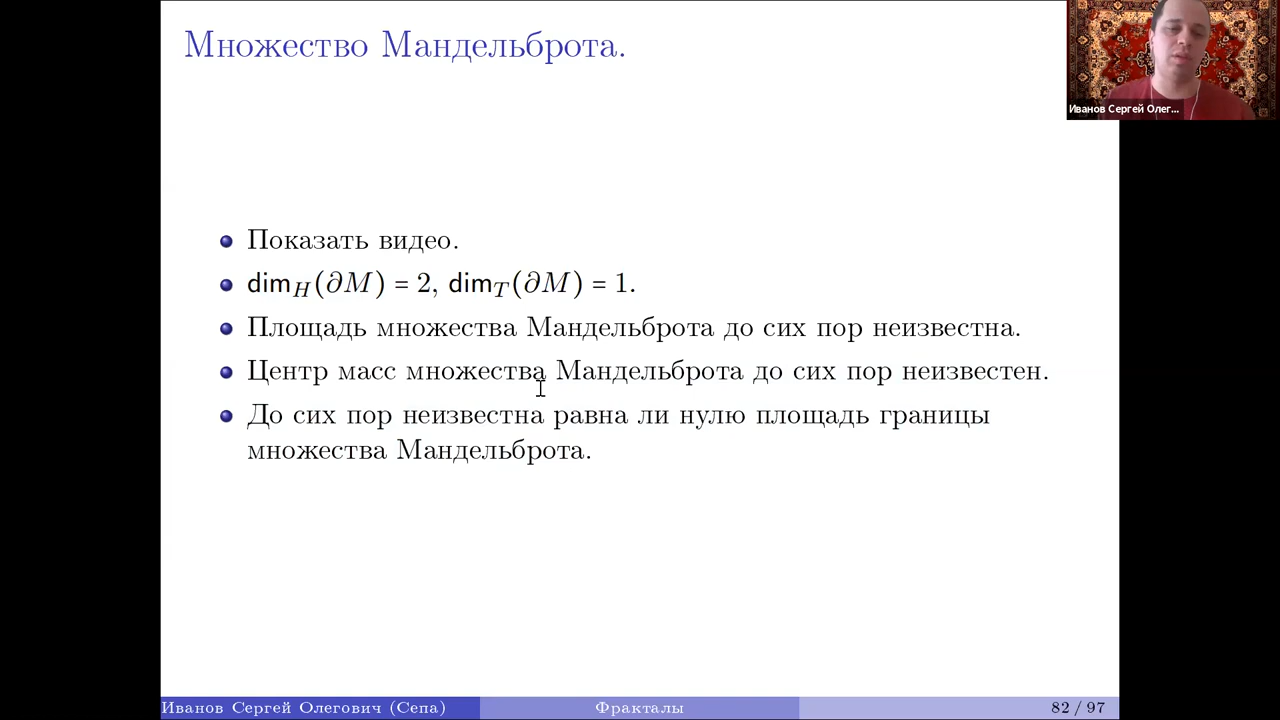 Множество Мандельброта.
Иванов Сергей Олег...
Показать видео.
dim_H(∂M) = 2, dim_T(∂M) = 1.
Площадь множества Мандельброта до сих пор неизвестна.
Центр масс множества Мандельброта до сих пор неизвестен.
До сих пор неизвестна равна ли нулю площадь границы
множества Мандельброта.
Иванов Сергей Олегович (Сепа) Фракталы 82 / 97